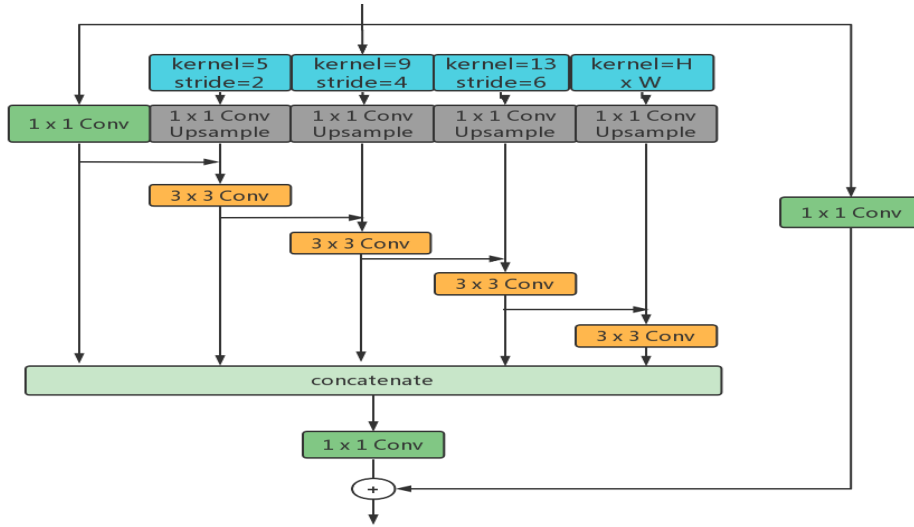 kernel=5
stride=2
kernel=9
stride=4
kernel=13
stride=6
kernel=H
x W
1 x 1 Conv
1 x 1 Conv
Upsample
1 x 1 Conv
Upsample
1 x 1 Conv
Upsample
1 x 1 Conv
Upsample
3 x 3 Conv
1 x 1 Conv
3 x 3 Conv
3 x 3 Conv
3 x 3 Conv
concatenate
1 x 1 Conv
+